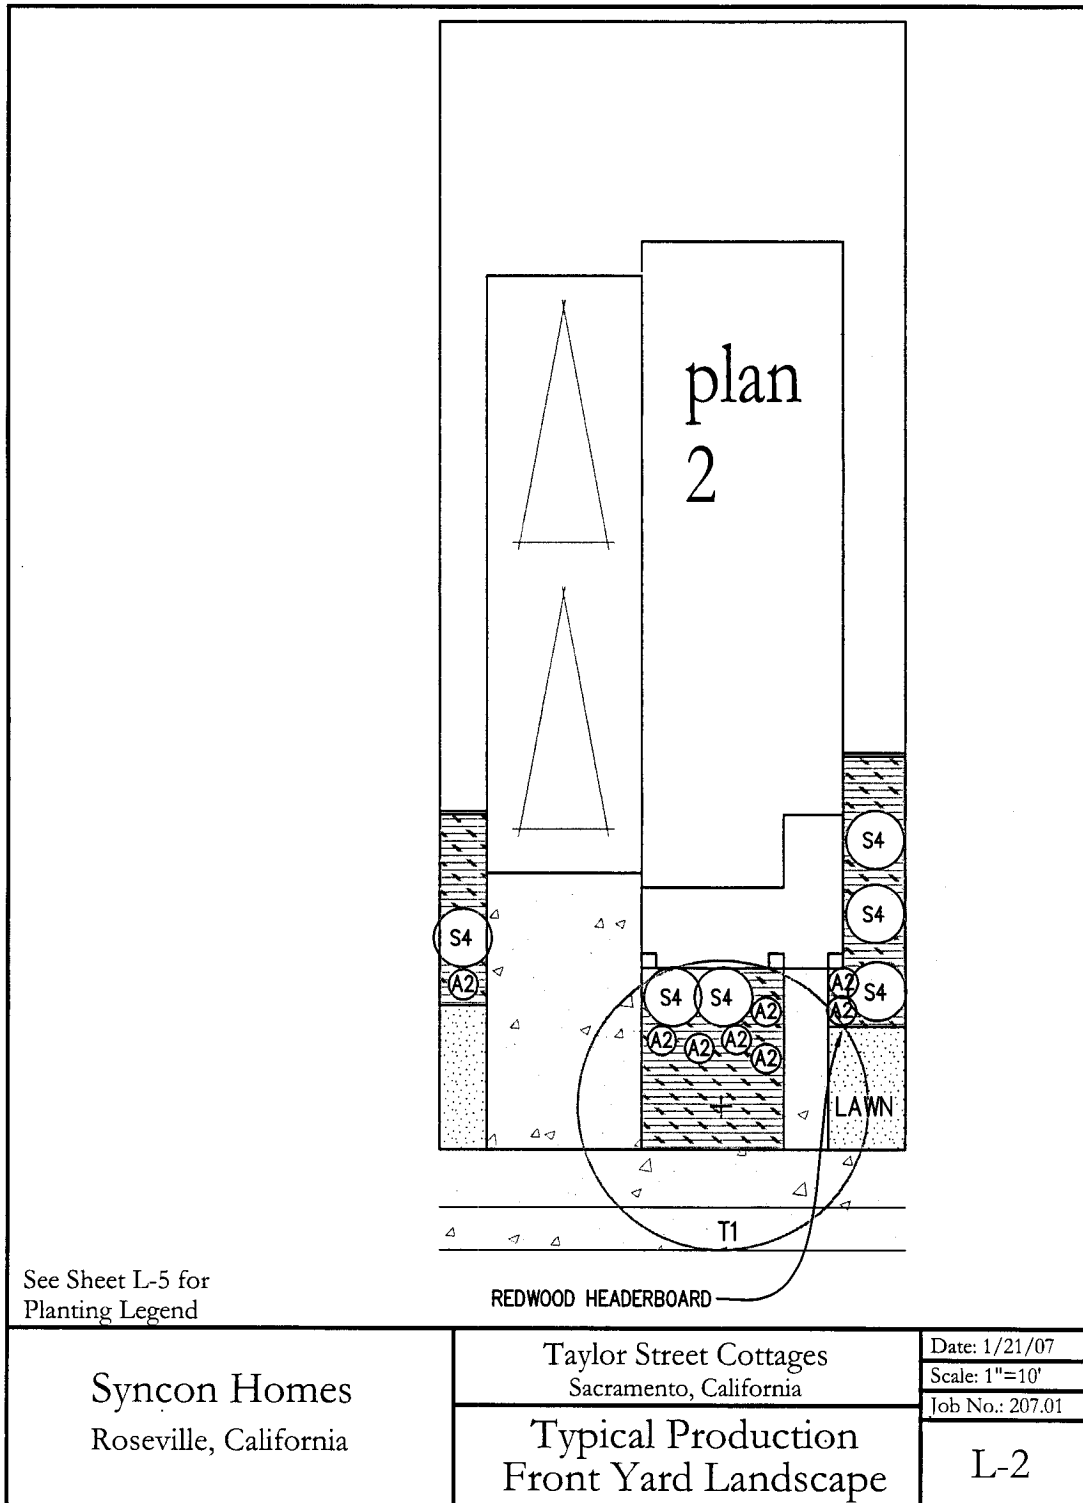 plan
2
S4
S4
S4
A2
S4
S4
A2
A2
S4
A2
A2
A2
A2
A2
A2
LAWN
T1
REDWOOD HEADERBOARD
See Sheet L-5 for
Planting Legend
Syncon Homes
Roseville, California
Taylor Street Cottages
Sacramento, California
Typical Production
Front Yard Landscape
Date: 1/21/07
Scale: 1"=10'
Job No.: 207.01
L-2